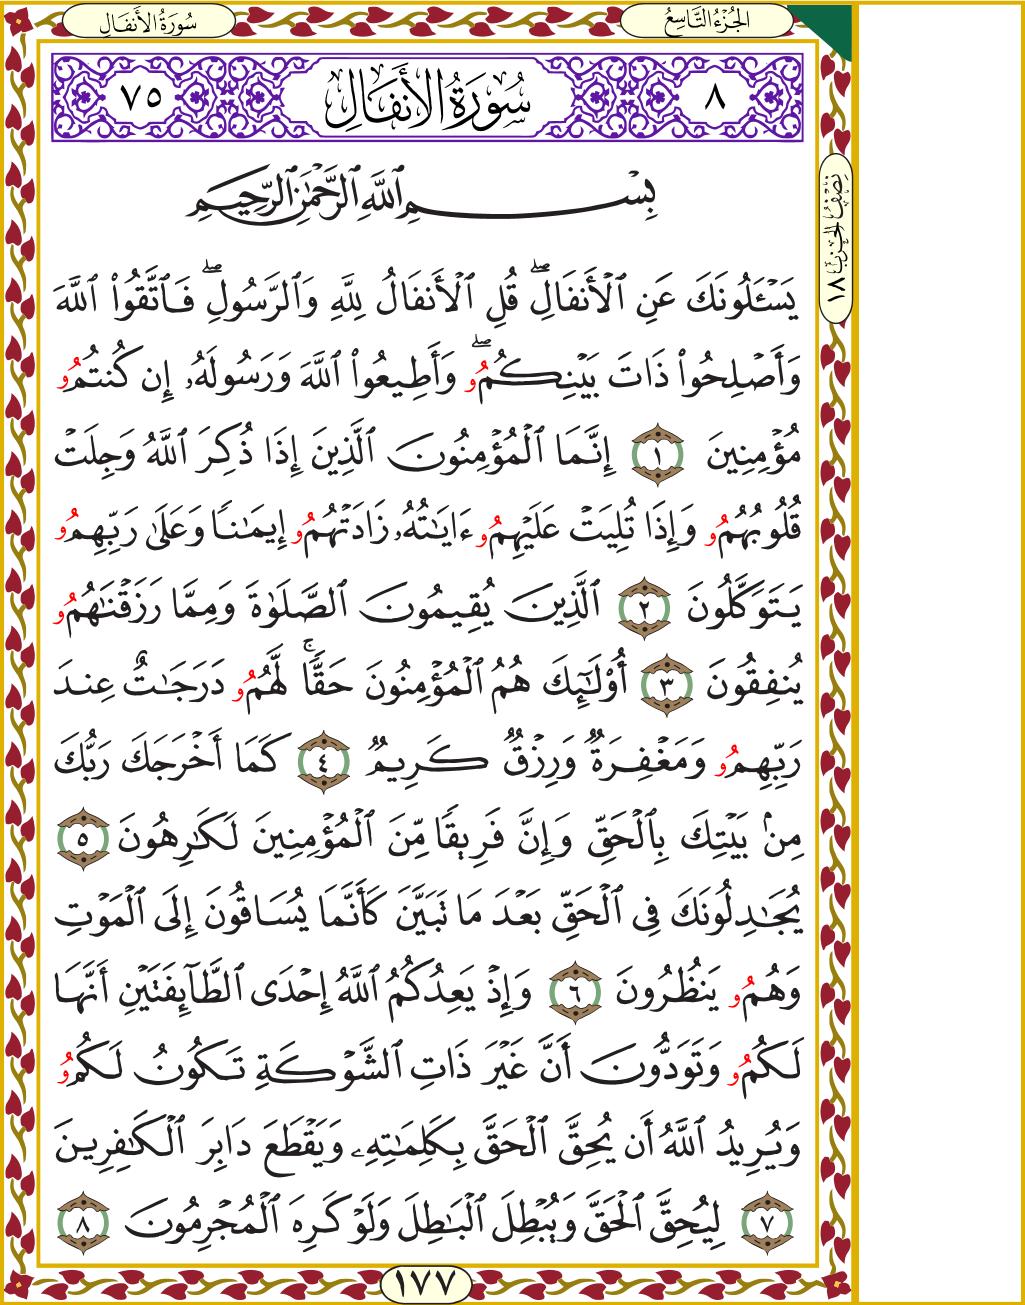 الجُزْءُ التَّاسِعُ
سُورَةُ الأَنفَالِ
٨
سُورَةُ الأَنفَالِ
٧٥
نِصْفُ الحِزْبِ ١٨
بِسْمِ ٱللَّهِ ٱلرَّحْمَٰنِ ٱلرَّحِيمِ
يَسْـَٔلُونَكَ عَنِ ٱلْأَنفَالِۖ قُلِ ٱلْأَنفَالُ لِلَّهِ وَٱلرَّسُولِۖ فَٱتَّقُوا۟ ٱللَّهَ
وَأَصْلِحُوا۟ ذَاتَ بَيْنِكُمُوۖ وَأَطِيعُوا۟ ٱللَّهَ وَرَسُولَهُۥ إِن كُنتُمُو
مُؤْمِنِينَ ١ إِنَّمَا ٱلْمُؤْمِنُونَ ٱلَّذِينَ إِذَا ذُكِرَ ٱللَّهُ وَجِلَتْ
قُلُوبُهُمُو وَإِذَا تُلِيَتْ عَلَيْهِمُو ءَايَٰتُهُۥ زَادَتْهُمُو إِيمَٰنًا وَعَلَىٰ رَبِّهِمُو
يَتَوَكَّلُونَ ٢ ٱلَّذِينَ يُقِيمُونَ ٱلصَّلَوٰةَ وَمِمَّا رَزَقْنَٰهُمُو
يُنفِقُونَ ٣ أُو۟لَٰٓئِكَ هُمُ ٱلْمُؤْمِنُونَ حَقًّاۚ لَّهُمُو دَرَجَٰتٌ عِندَ
رَبِّهِمُو وَمَغْفِرَةٌ وَرِزْقٌ كَرِيمٌ ٤ كَمَا أَخْرَجَكَ رَبُّكَ
مِنۢ بَيْتِكَ بِٱلْحَقِّ وَإِنَّ فَرِيقًا مِّنَ ٱلْمُؤْمِنِينَ لَكَٰرِهُونَ ٥
يُجَٰدِلُونَكَ فِى ٱلْحَقِّ بَعْدَ مَا تَبَيَّنَ كَأَنَّمَا يُسَاقُونَ إِلَى ٱلْمَوْتِ
وَهُمُو يَنظُرُونَ ٦ وَإِذْ يَعِدُكُمُ ٱللَّهُ إِحْدَى ٱلطَّآئِفَتَيْنِ أَنَّهَا
لَكُمُو وَتَوَدُّونَ أَنَّ غَيْرَ ذَاتِ ٱلشَّوْكَةِ تَكُونُ لَكُمُو
وَيُرِيدُ ٱللَّهُ أَن يُحِقَّ ٱلْحَقَّ بِكَلِمَٰتِهِۦ وَيَقْطَعَ دَابِرَ ٱلْكَٰفِرِينَ
٧ لِيُحِقَّ ٱلْحَقَّ وَيُبْطِلَ ٱلْبَٰطِلَ وَلَوْ كَرِهَ ٱلْمُجْرِمُونَ ٨
١٧٧